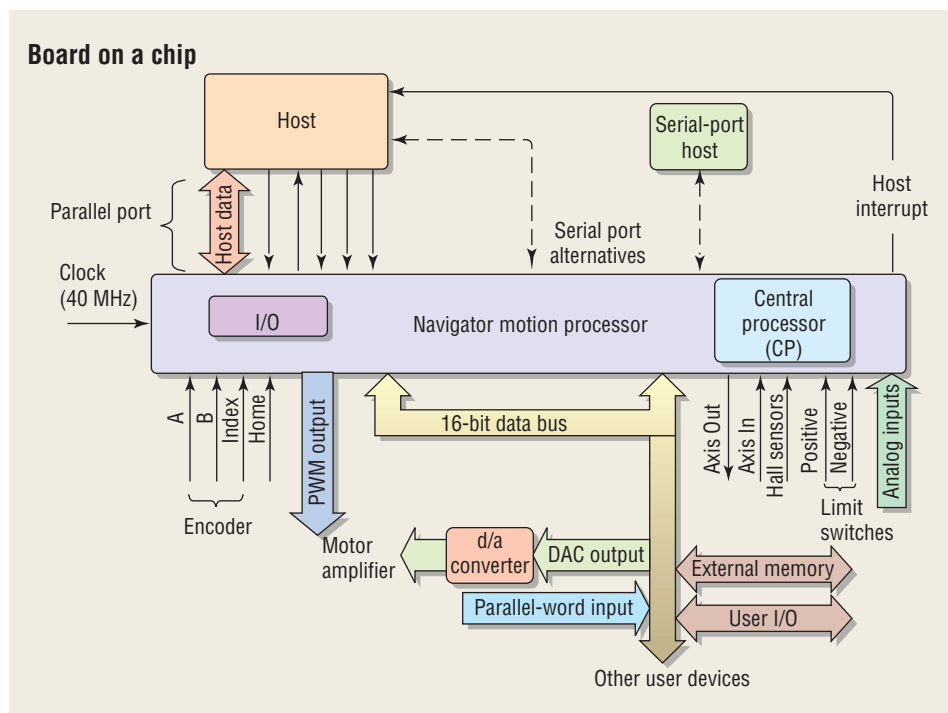 Board on a chip
Host
Serial-port
host
Parallel port
Host data
Host
interrupt
Serial port
alternatives
Clock
(40 MHz)
I/O
Navigator motion processor
Central
processor
(CP)
A
B
Index
Home
PWM output
16-bit data bus
Axis Out
Axis In
Hall sensors
Positive
Negative
Analog inputs
Encoder
Limit
switches
Motor
amplifier
d/a
converter
DAC output
External memory
Parallel-word input
User I/O
Other user devices